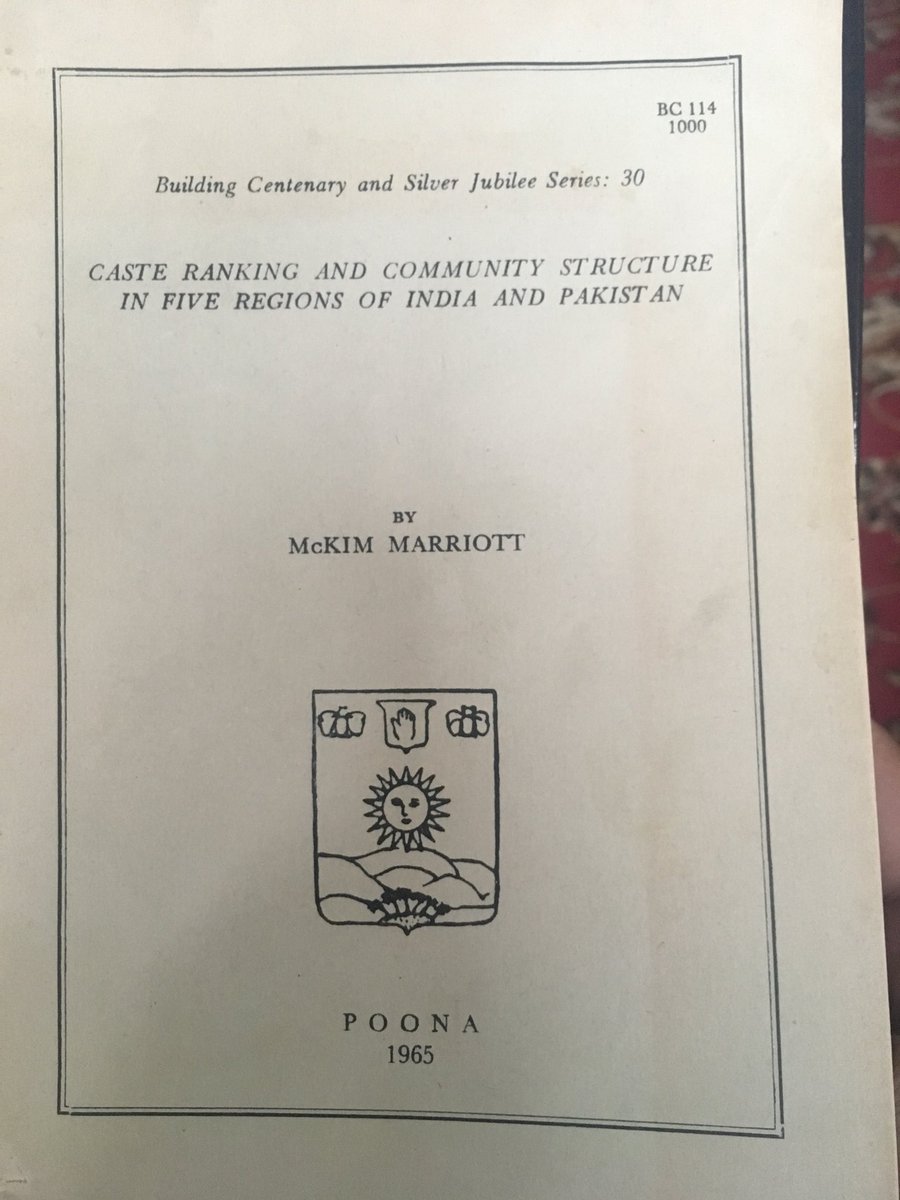 BC 114
1000
Building Centenary and Silver Jubilee Series: 30
CASTE RANKING AND COMMUNITY STRUCTURE
IN FIVE REGIONS OF INDIA AND PAKISTAN
BY
McKIM MARRIOTT
POONA
1965